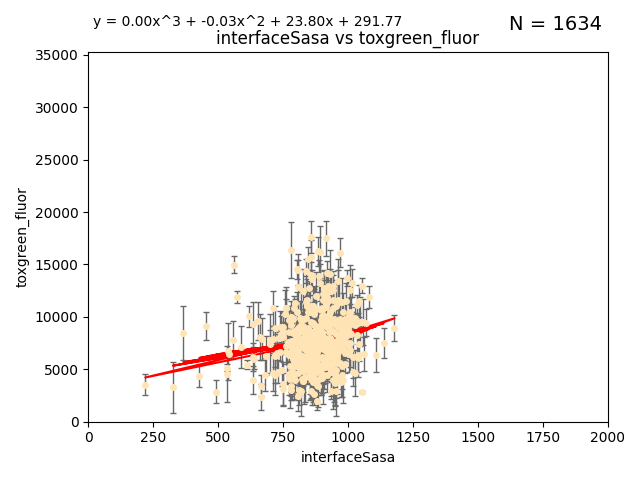 y = 0.00x^3 + -0.03x^2 + 23.80x + 291.77
N = 1634
interfaceSasa vs toxgreen_fluor
35000
30000
25000
20000
15000
10000
5000
0
toxgreen_fluor
0 250 500 750 1000 1250 1500 1750 2000
interfaceSasa